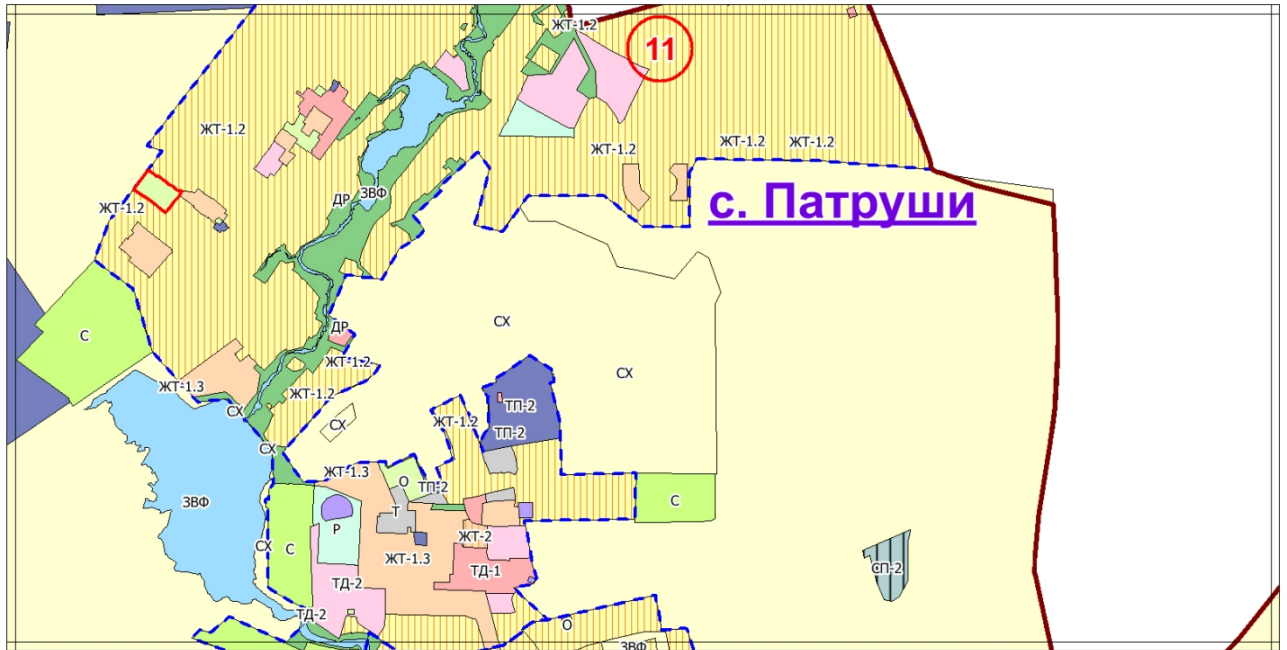 ЖТ-1.2
11
ЖТ-1.2
ЖТ-1.2
ЖТ-1.2
ЖТ-1.2
ДР
ЗВФ
ЖТ-1.2
с. Патруши
СХ
ДР
С
ЖТ-1.2
СХ
ЖТ-1.3
ЖТ-1.2
СХ
ТП-2
СХ
ЖТ-1.2
ТП-2
СХ
ЖТ-1.3
О
ТП-2
ЗВФ
С
Т
Р
ЖТ-2
СХ
С
ЖТ-1.3
ТД-1
СП-2
ТД-2
ТД-2
О
ЗВФ